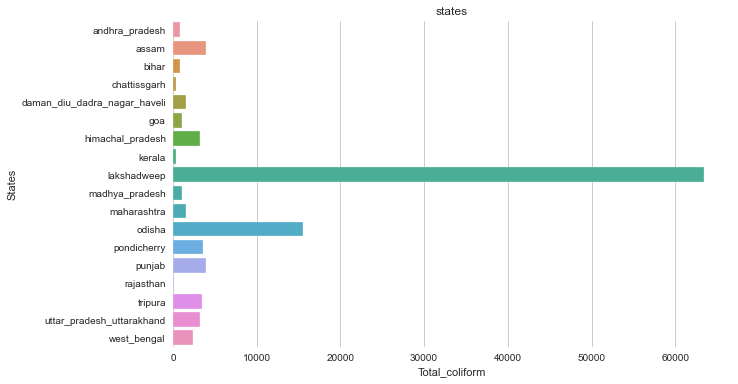 states
andhra_pradesh
assam
bihar
chattissgarh
daman_diu_dadra_nagar_haveli
goa
himachal_pradesh
kerala
lakshadweep
madhya_pradesh
maharashtra
odisha
pondicherry
punjab
rajasthan
tripura
uttar_pradesh_uttarakhand
west_bengal
States
0 10000 20000 30000 40000 50000 60000
Total_coliform